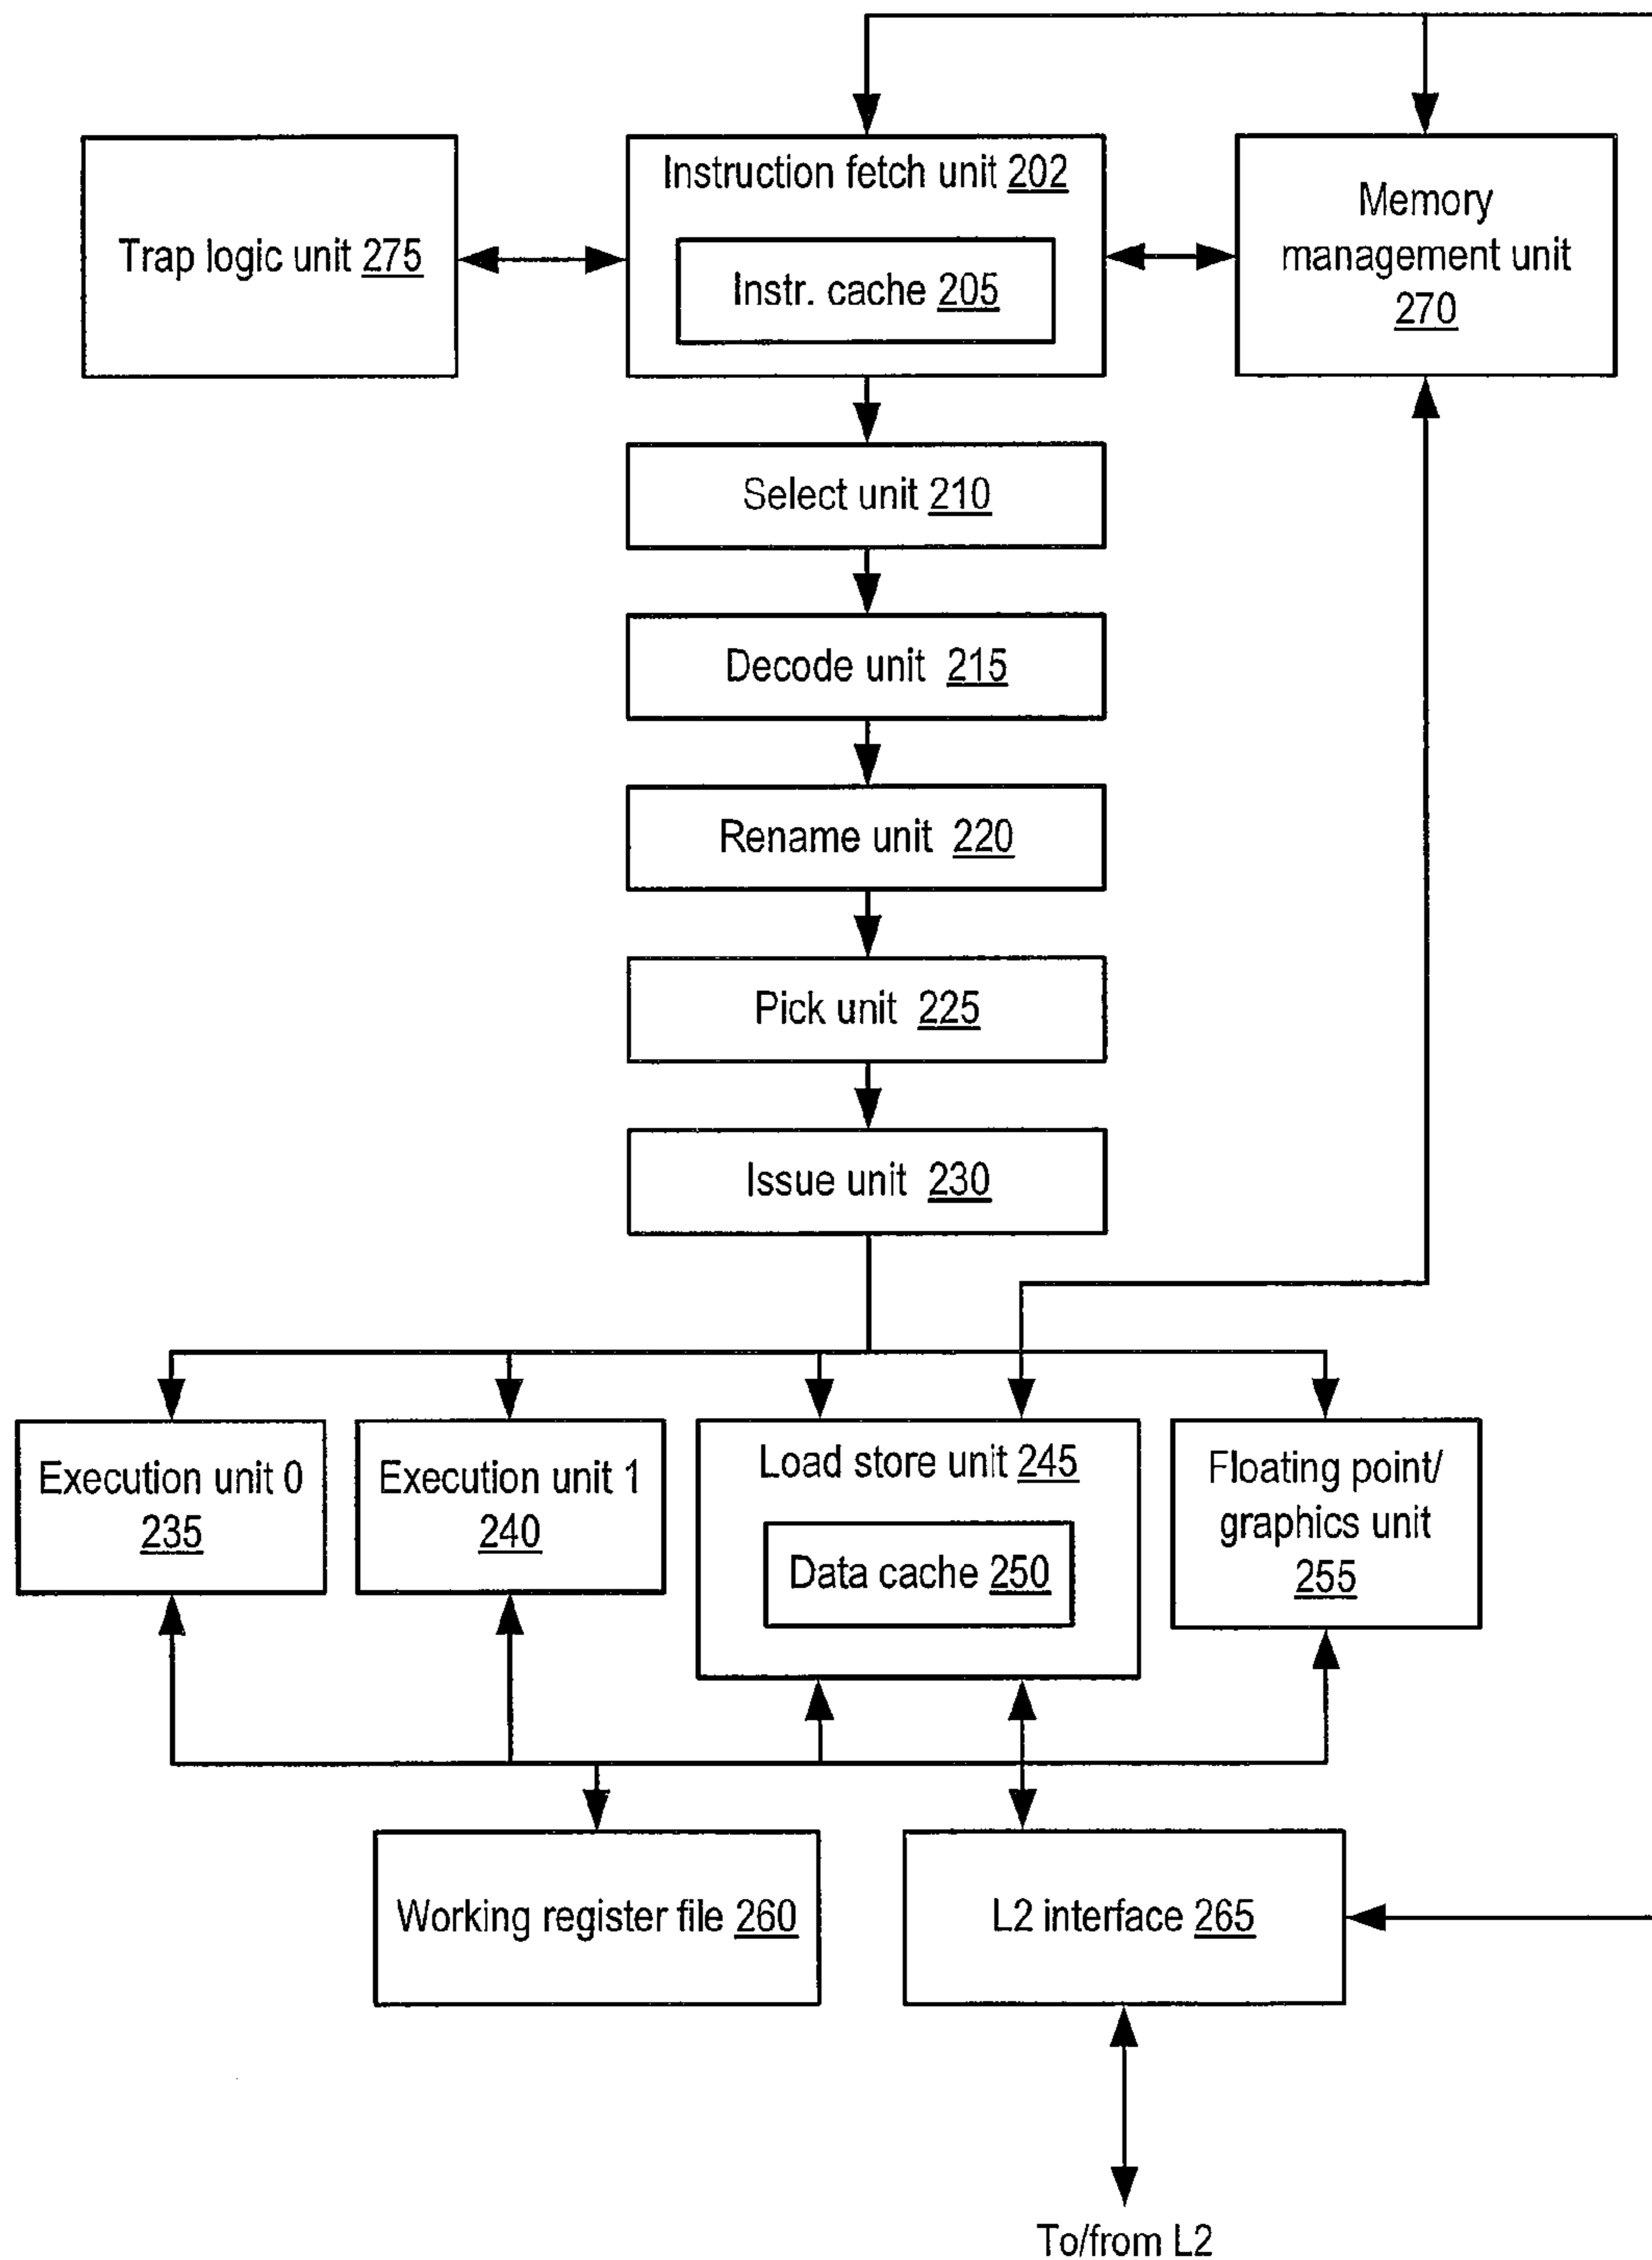 Trap logic unit 275
Instruction fetch unit 202
Instr. cache 205
Memory
management unit
270
Select unit 210
Decode unit 215
Rename unit 220
Pick unit 225
Issue unit 230
Execution unit 0
235
Execution unit 1
240
Load store unit 245
Data cache 250
Floating point/
graphics unit
255
Working register file 260
L2 interface 265
To/from L2